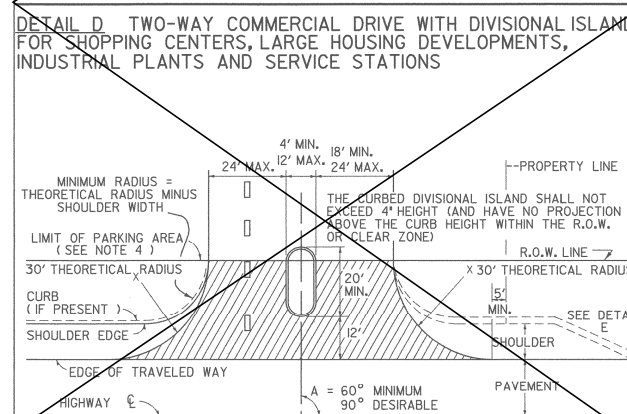 DETAIL D TWO-WAY COMMERCIAL DRIVE WITH DIVISIONAL ISLAND
FOR SHOPPING CENTERS, LARGE HOUSING DEVELOPMENTS,
INDUSTRIAL PLANTS AND SERVICE STATIONS
4' MIN.
18' MIN.
24' MAX.
12' MAX.
24' MAX.
PROPERTY LINE
MINIMUM RADIUS =
THEORETICAL RADIUS MINUS
SHOULDER WIDTH
THE CURBED DIVISIONAL ISLAND SHALL NOT
EXCEED 4" HEIGHT (AND HAVE NO PROJECTION
ABOVE THE CURB HEIGHT WITHIN THE R.O.W.
OR CLEAR ZONE)
LIMIT OF PARKING AREA
( SEE NOTE 4 )
R.O.W. LINE
30' THEORETICAL RADIUS
X
X 30' THEORETICAL RADIUS
20'
MIN.
5'
MIN.
CURB
( IF PRESENT )
SEE DETA
E
SHOULDER EDGE
12'
SHOULDER
EDGE OF TRAVELED WAY
PAVEMENT
A = 60° MINIMUM
90° DESIRABLE
HIGHWAY ℄